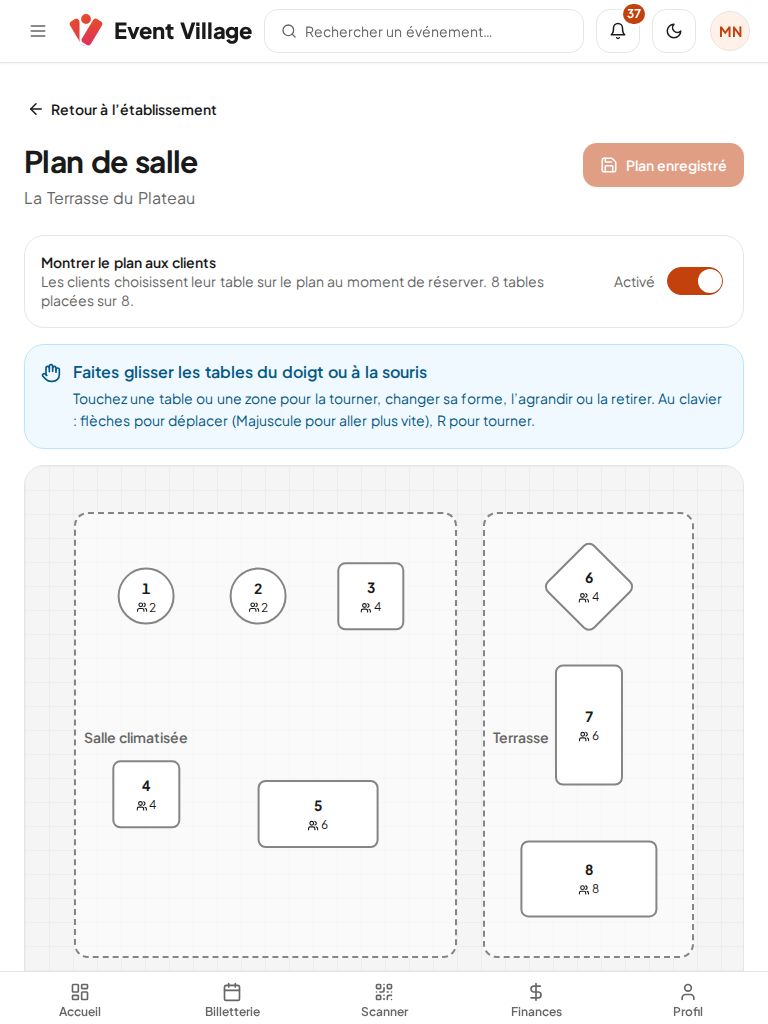 Event Village
Rechercher un événement...
37
MN
Retour à l'établissement
Plan de salle
Plan enregistré
La Terrasse du Plateau
Montrer le plan aux clients
Les clients choisissent leur table sur le plan au moment de réserver. 8 tables
placées sur 8.
Activé
Faites glisser les tables du doigt ou à la souris
Touchez une table ou une zone pour la tourner, changer sa forme, l'agrandir ou la retirer. Au clavier
: flèches pour déplacer (Majuscule pour aller plus vite), R pour tourner.
1
2
2
2
3
4
6
4
Salle climatisée
Terrasse
7
6
4
4
5
6
8
8
Accueil
Billetterie
Scanner
Finances
Profil